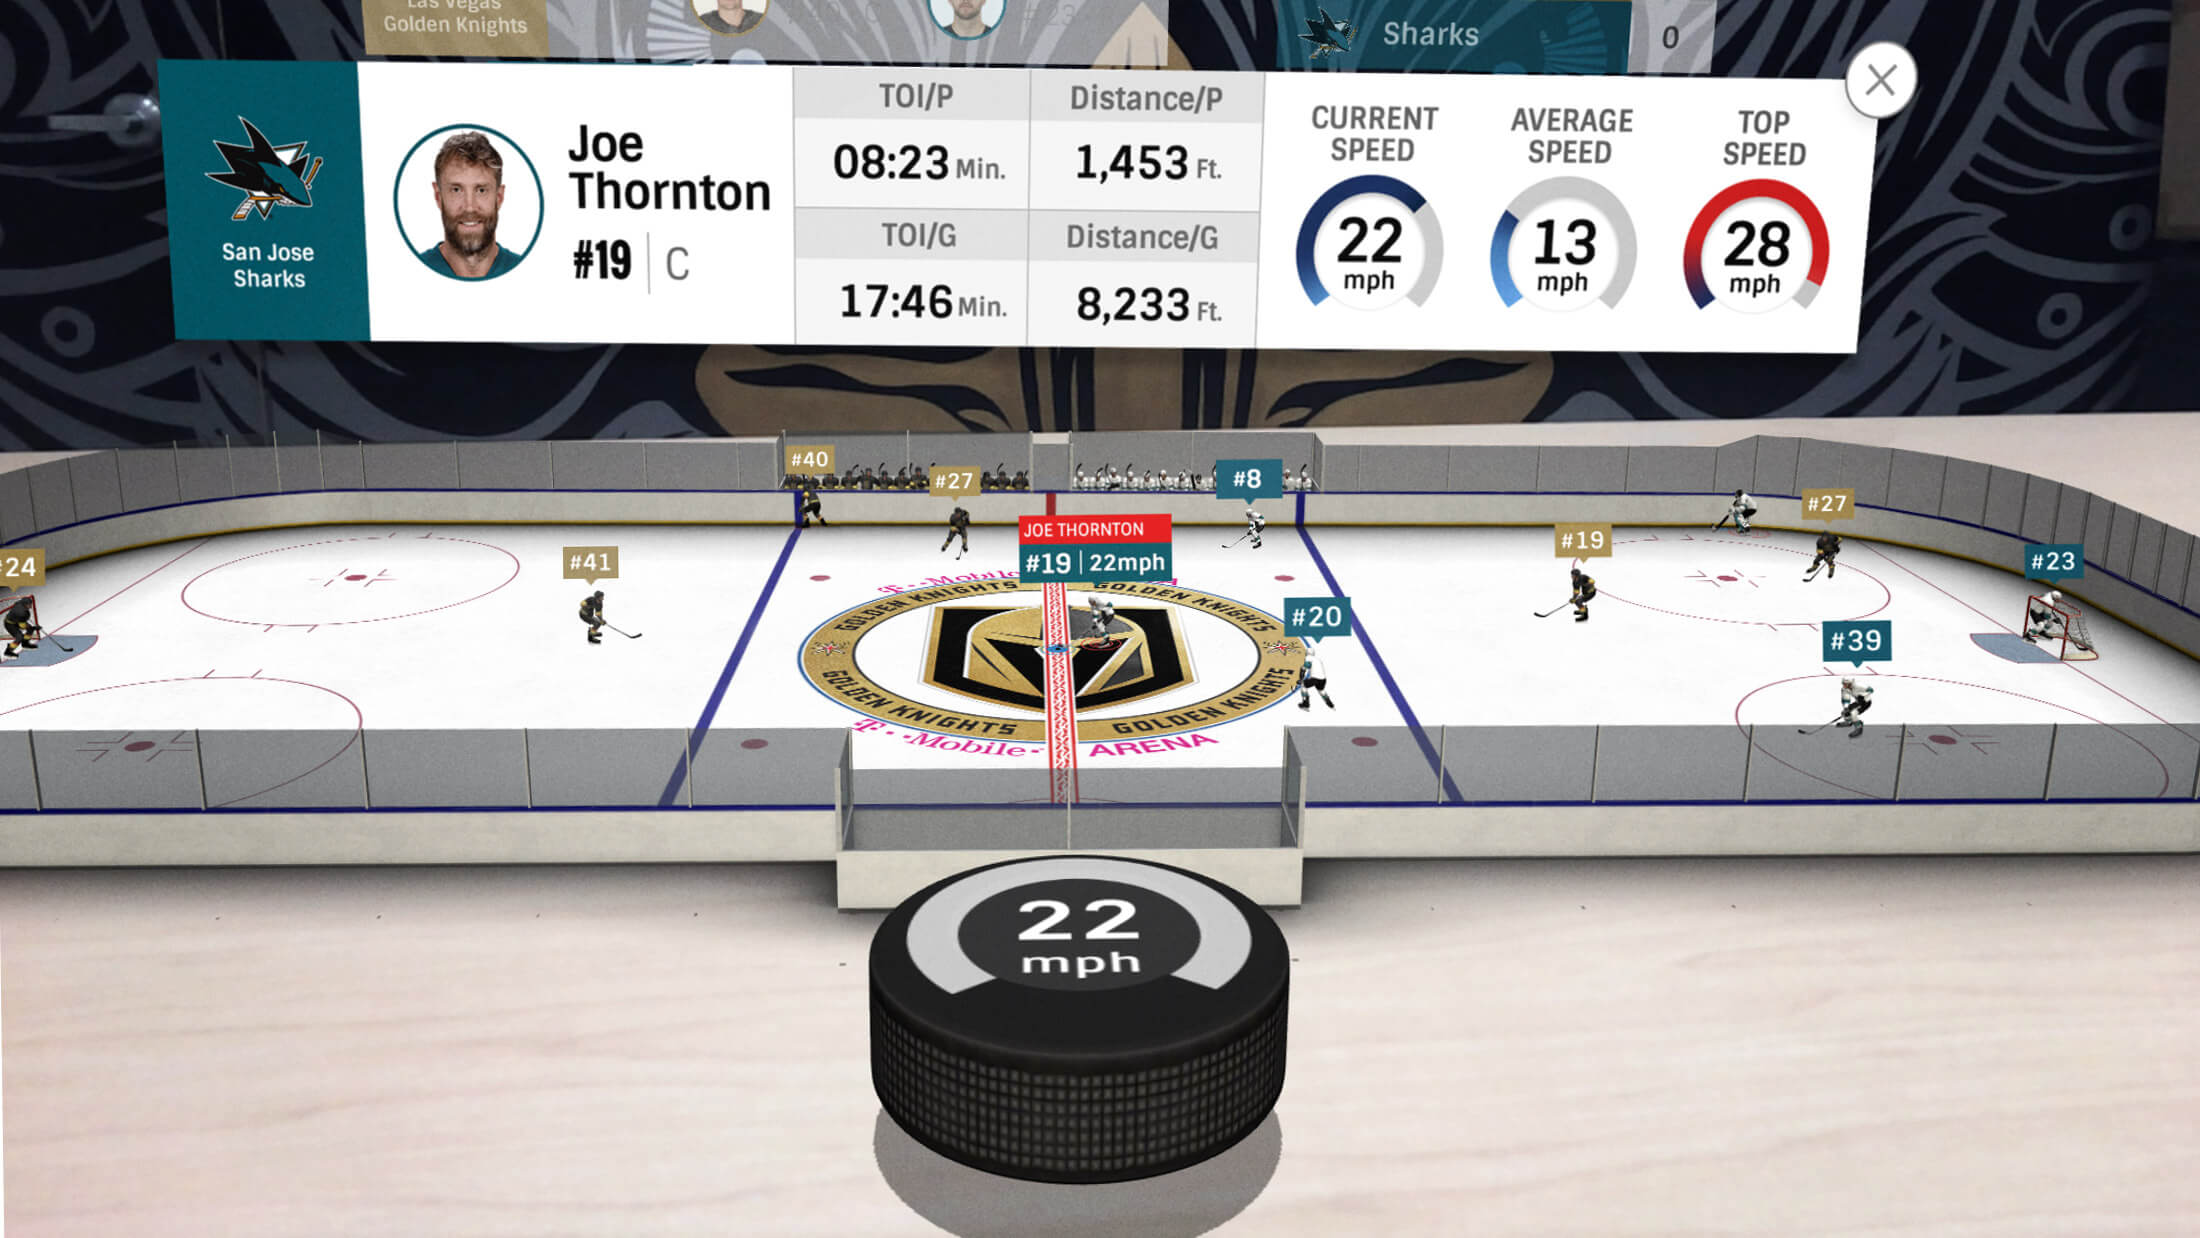 Las Vegas
Golden Knights
Sharks
0
San Jose
Sharks
Joe
Thornton
#19 | C
TOI/P
08:23 Min.
Distance/P
1,453 Ft.
TOI/G
17:46 Min.
Distance/G
8,233 Ft.
CURRENT
SPEED
22
mph
AVERAGE
SPEED
13
mph
TOP
SPEED
28
mph
#40
#27
#8
#27
JOE THORNTON
#19 | 22mph
#24
#41
#19
#23
#20
#39
T··Mobile·
GOLDEN KNIGHTS
GOLDEN KNIGHTS
GOLDEN KNIGHTS
GOLDEN KNIGHTS
T··Mobile· ARENA
22
mph